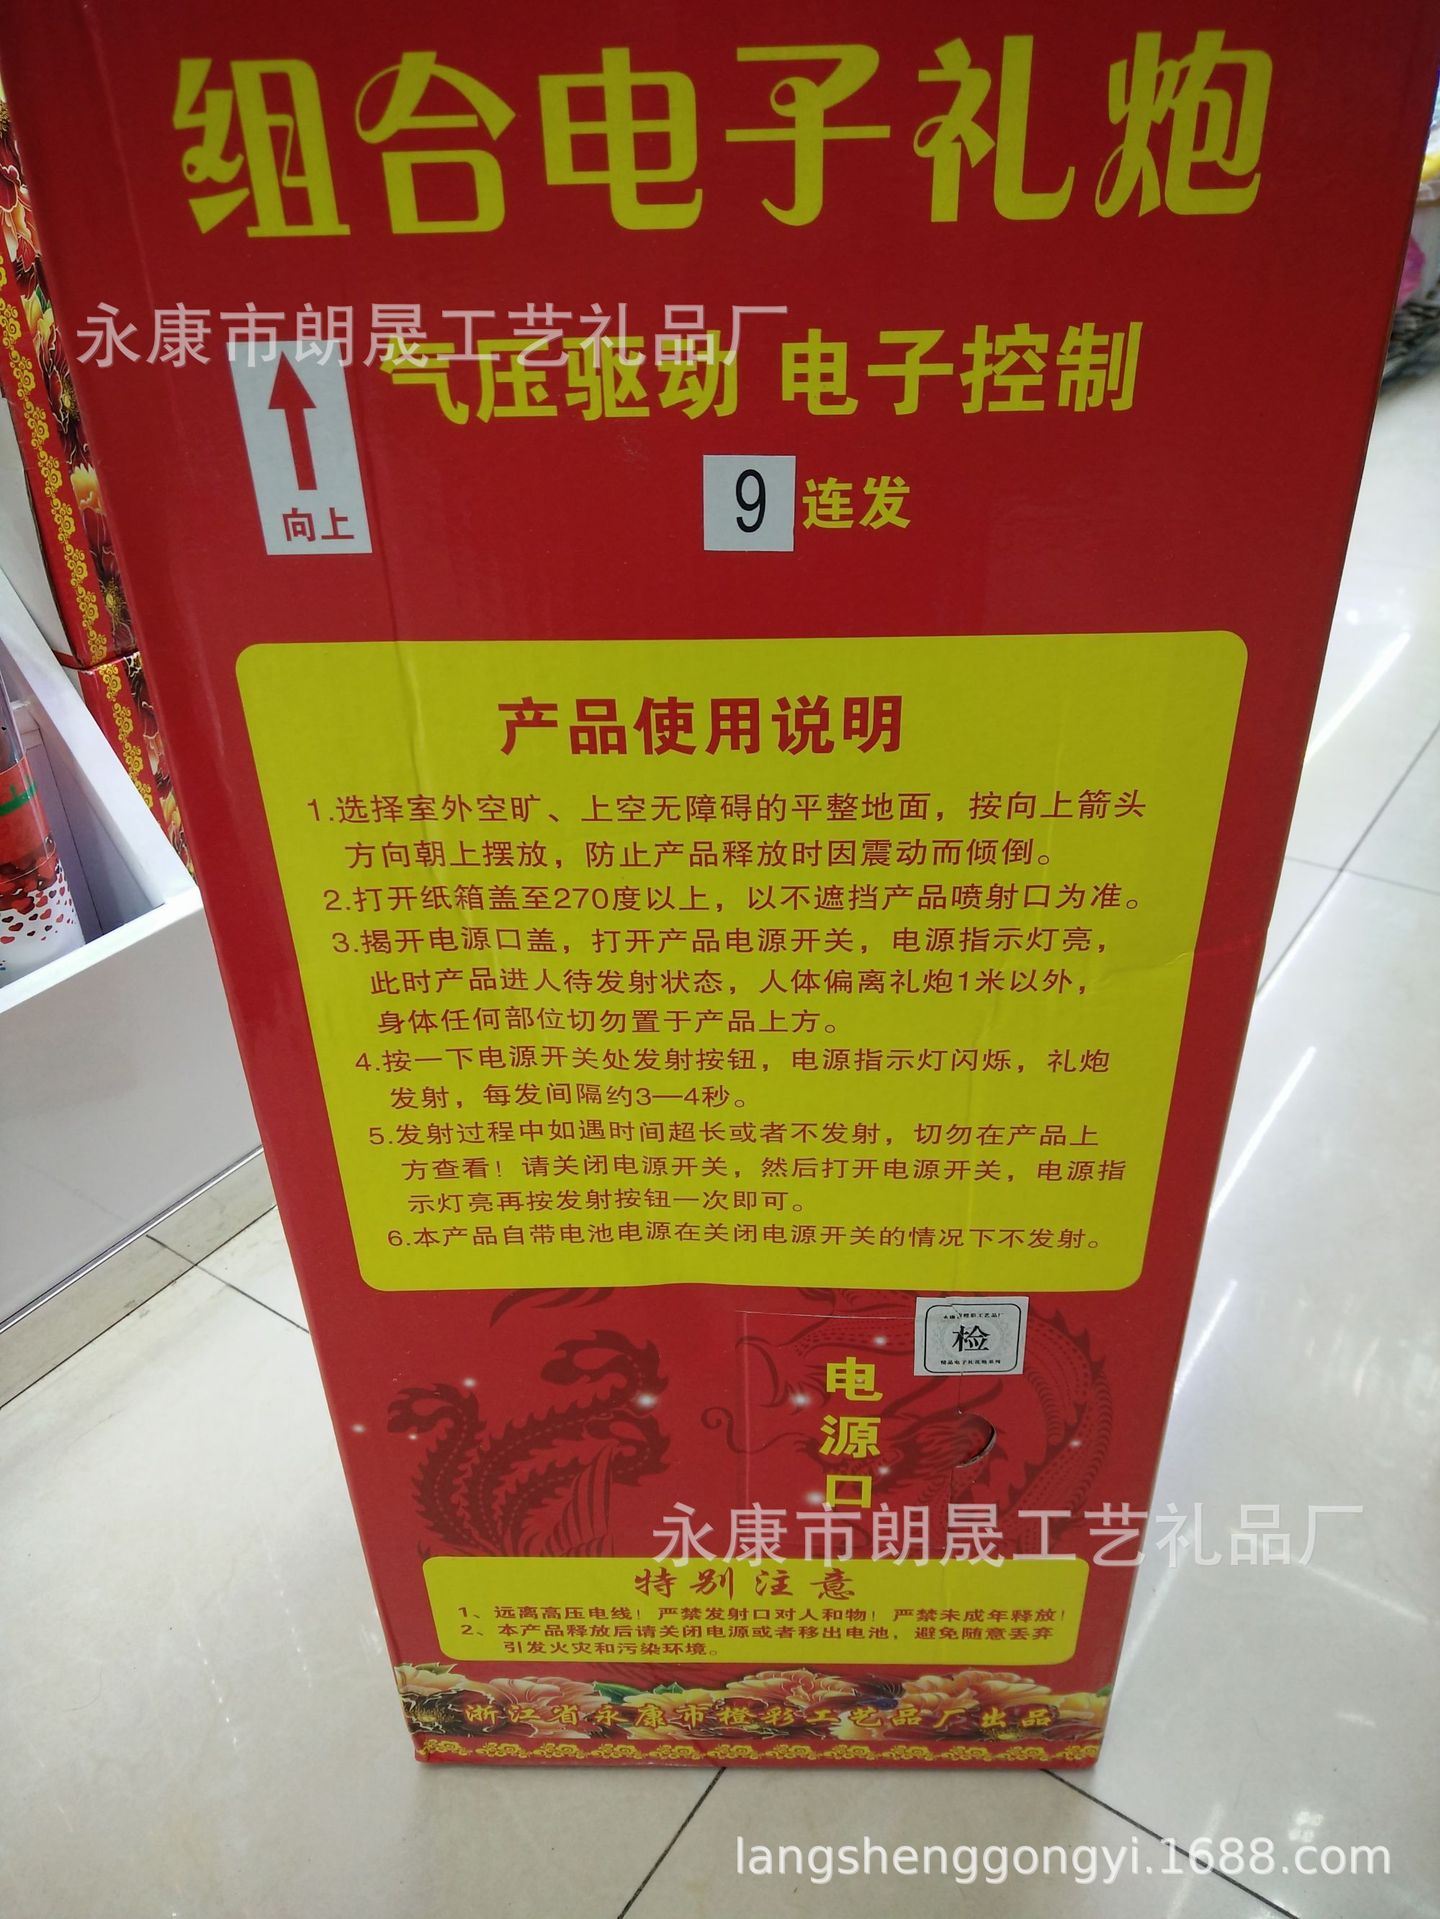 组合电子礼炮
永康市朗晟工艺礼品厂
气压驱动 电子控制
向上
9连发
产品使用说明
1.选择室外空旷、上空无障碍的平整地面，按向上箭头
方向朝上摆放，防止产品释放时因震动而倾倒。
2.打开纸箱盖至270度以上，以不遮挡产品喷射口为准。
3.揭开电源口盖，打开产品电源开关，电源指示灯亮，
此时产品进人待发射状态，人体偏离礼炮1米以外，
身体任何部位切勿置于产品上方。
4.按一下电源开关处发射按钮，电源指示灯闪烁，礼炮
发射，每发间隔约3—4秒。
5.发射过程中如遇时间超长或者不发射，切勿在产品上
方查看！请关闭电源开关，然后打开电源开关，电源指
示灯亮再按发射按钮一次即可。
6.本产品自带电池电源在关闭电源开关的情况下不发射。
检
电源口
永康市朗晟工艺礼品厂
特别注意
1、远离高压电线！严禁发射口对人和物！严禁未成年释放！
2、本产品释放后请关闭电源或者移出电池，避免随意丢弃
引发火灾和污染环境。
浙江省永康市橙彩工艺品厂出品
langshenggongyi.1688.com